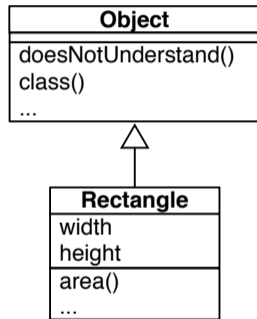 Object
doesNotUnderstand()
class()
...
Rectangle
width
height
area()
...